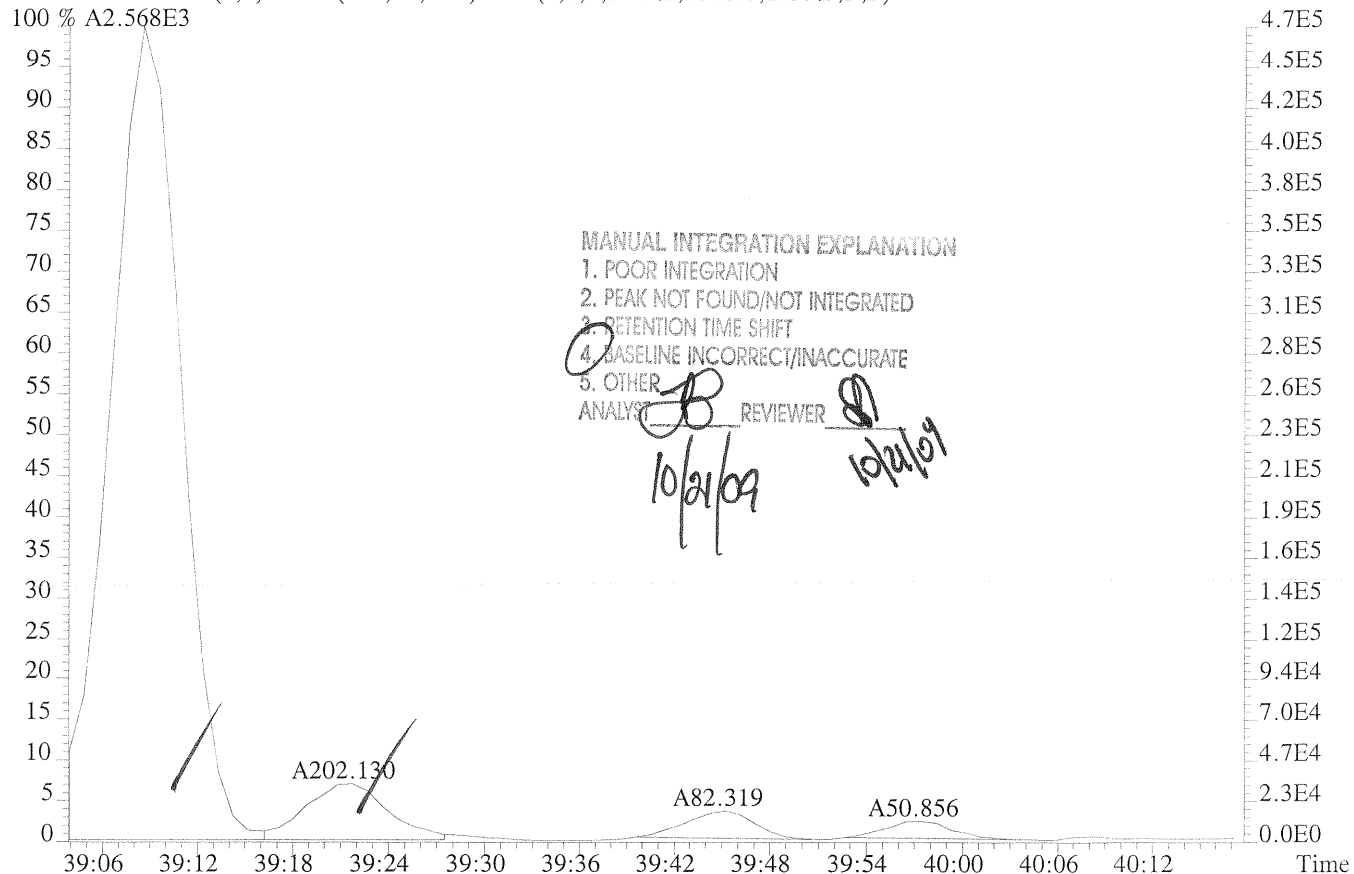 100 % A2.568E3
4.7E5
95
4.5E5
90
4.2E5
85
4.0E5
80
3.8E5
75
3.5E5
70
3.3E5
65
3.1E5
60
2.8E5
55
2.6E5
50
2.3E5
45
2.1E5
40
1.9E5
35
1.6E5
30
1.4E5
25
1.2E5
20
9.4E4
15
7.0E4
10
4.7E4
5
2.3E4
0
0.0E0
MANUAL INTEGRATION EXPLANATION
1. POOR INTEGRATION
2. PEAK NOT FOUND/NOT INTEGRATED
3. RETENTION TIME SHIFT
4. BASELINE INCORRECT/INACCURATE
5. OTHER
ANALYST REVIEWER
10/21/09
10/21/09
A202.130
A82.319
A50.856
39:06 39:12 39:18 39:24 39:30 39:36 39:42 39:48 39:54 40:00 40:06 40:12 Time